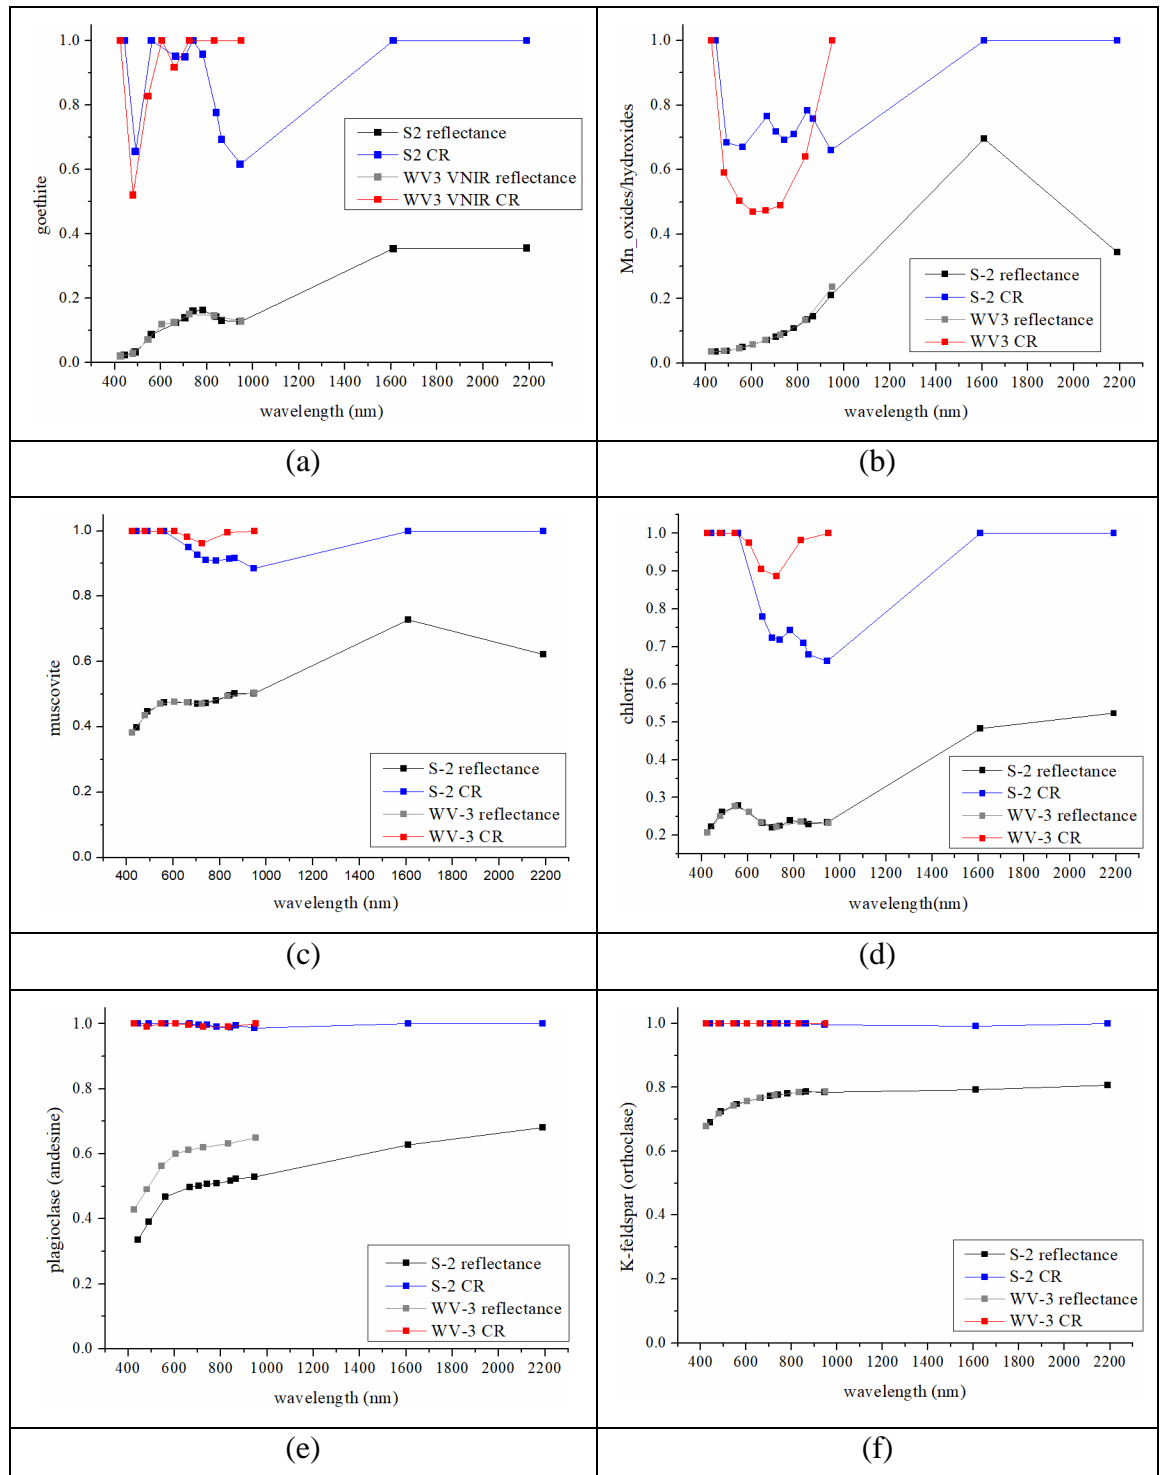 1.0
0.8
0.6
0.4
0.2
0.0
goethite
S2 reflectance
S2 CR
WV3 VNIR reflectance
WV3 VNIR CR
400 600 800 1000 1200 1400 1600 1800 2000 2200
wavelength (nm)
(a)
1.0
0.8
0.6
0.4
0.2
0.0
Mn_oxides/hydroxides
S-2 reflectance
S-2 CR
WV3 reflectance
WV3 CR
400 600 800 1000 1200 1400 1600 1800 2000 2200
wavelength (nm)
(b)
1.0
0.8
0.6
0.4
0.2
0.0
muscovite
S-2 reflectance
S-2 CR
WV-3 reflectance
WV-3 CR
400 600 800 1000 1200 1400 1600 1800 2000 2200
wavelength (nm)
(c)
1.0
0.9
0.8
0.7
0.6
0.5
0.4
0.3
0.2
chlorite
S-2 reflectance
S-2 CR
WV-3 reflectance
WV-3 CR
400 600 800 1000 1200 1400 1600 1800 2000 2200
wavelength(nm)
(d)
1.0
0.8
0.6
0.4
0.2
0.0
plagioclase (andesine)
S-2 reflectance
S-2 CR
WV-3 reflectance
WV-3 CR
400 600 800 1000 1200 1400 1600 1800 2000 2200
wavelength (nm)
(e)
1.0
0.8
0.6
0.4
0.2
0.0
K-feldspar (orthoclase)
S-2 reflectance
S-2 CR
WV-3 reflectance
WV-3 CR
400 600 800 1000 1200 1400 1600 1800 2000 2200
wavelength (nm)
(f)